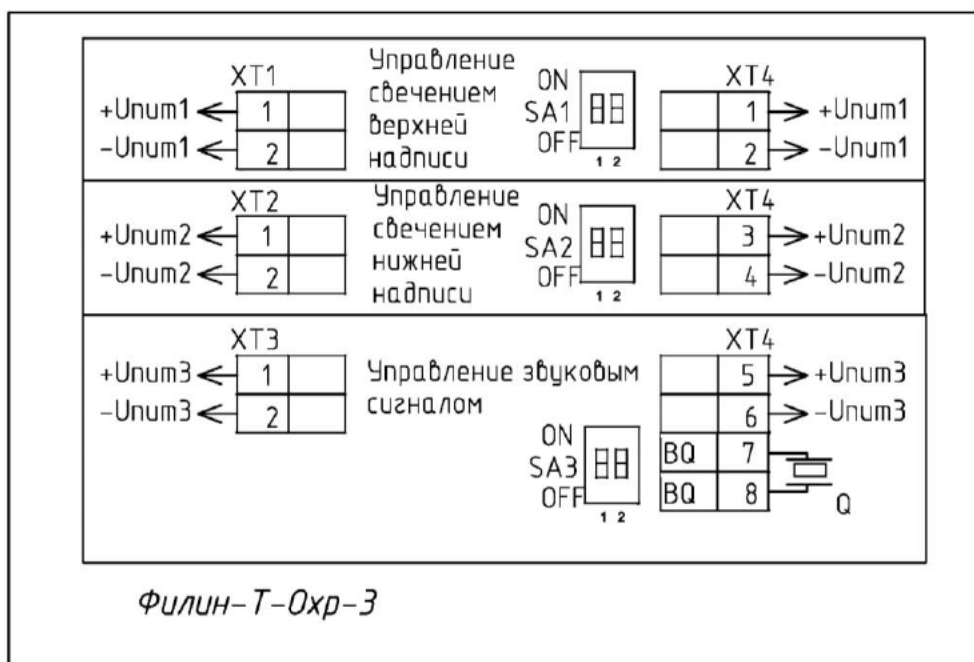 XT1 Управление XT4
+Uпит1 1 свечением ON 1 +Uпит1
верхней SA1
-Uпит1 2 надписи OFF 2 -Uпит1
1 2
XT2 Управление XT4
+Uпит2 1 свечением ON 3 +Uпит2
нижней SA2
-Uпит2 2 надписи OFF 4 -Uпит2
1 2
XT3 XT4
+Uпит3 1 Управление звуковым 5 +Uпит3
-Uпит3 2 сигналом 6 -Uпит3
ON BQ 7
SA3
OFF BQ 8 Q
1 2
Филин-Т-Охр-3